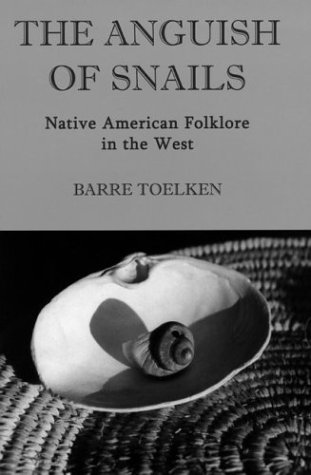 THE ANGUISH
OF SNAILS
Native American Folklore
in the West
BARRE TOELKEN